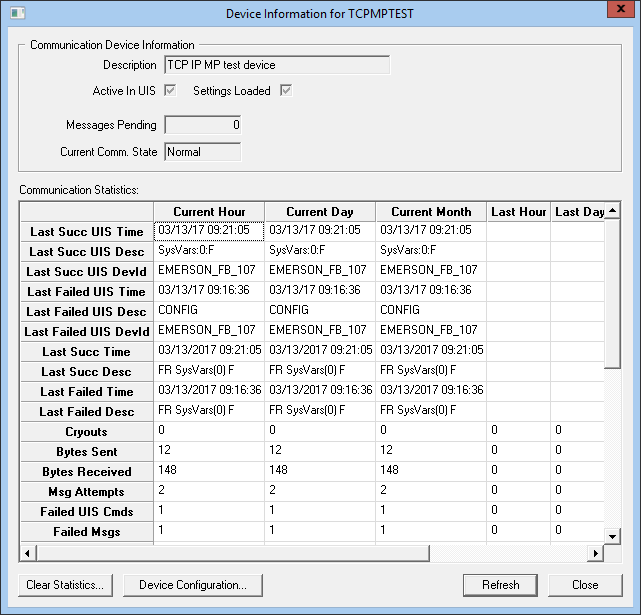 Device Information for TCPMPTEST
Communication Device Information
Description TCP IP MP test device
Active In UIS Settings Loaded
Messages Pending 0
Current Comm. State Normal
Communication Statistics:
Current Hour Current Day Current Month Last Hour Last Day
Last Succ UIS Time 03/13/17 09:21:05 03/13/17 09:21:05 03/13/17 09:21:05
Last Succ UIS Desc SysVars:0:F SysVars:0:F SysVars:0:F
Last Succ UIS DevId EMERSON_FB_107 EMERSON_FB_107 EMERSON_FB_107
Last Failed UIS Time 03/13/17 09:16:36 03/13/17 09:16:36 03/13/17 09:16:36
Last Failed UIS Desc CONFIG CONFIG CONFIG
Last Failed UIS DevId EMERSON_FB_107 EMERSON_FB_107 EMERSON_FB_107
Last Succ Time 03/13/2017 09:21:05 03/13/2017 09:21:05 03/13/2017 09:21:05
Last Succ Desc FR SysVars(0) F FR SysVars(0) F FR SysVars(0) F
Last Failed Time 03/13/2017 09:16:36 03/13/2017 09:16:36 03/13/2017 09:16:36
Last Failed Desc FR SysVars(0) F FR SysVars(0) F FR SysVars(0) F
Cryouts 0 0 0 0 0
Bytes Sent 12 12 12 0 0
Bytes Received 148 148 148 0 0
Msg Attempts 2 2 2 0 0
Failed UIS Cmds 1 1 1 0 0
Failed Msgs 1 1 1 0 0
Clear Statistics... Device Configuration... Refresh Close